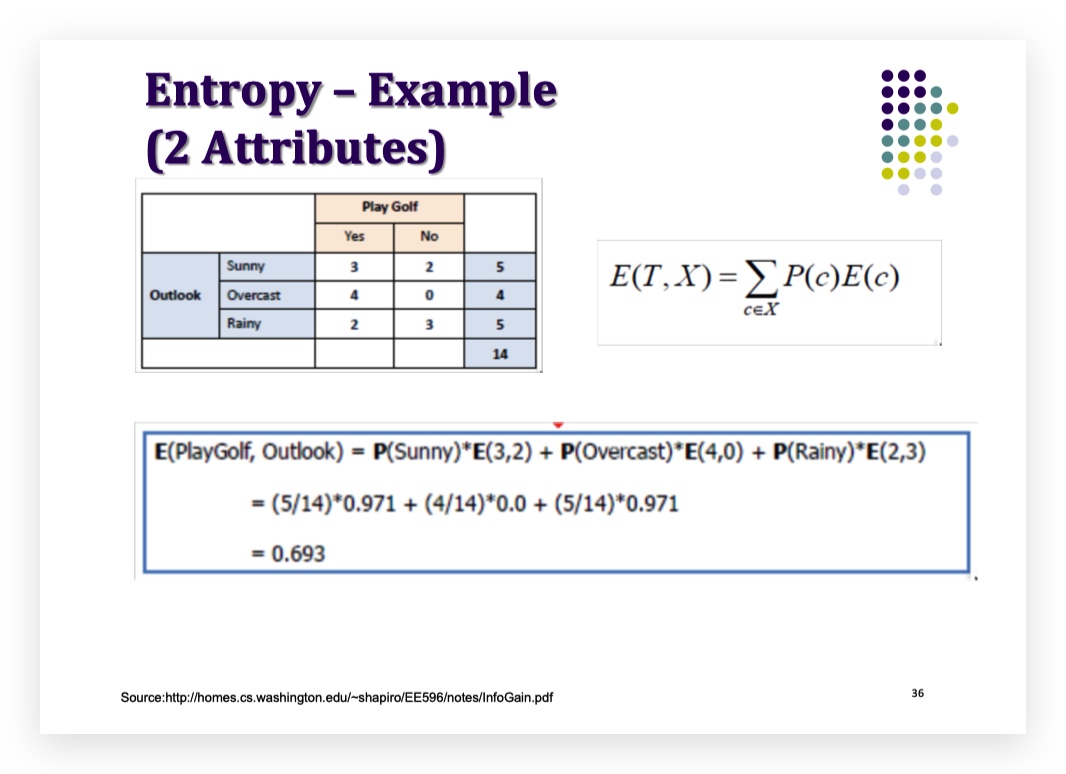 Entropy – Example
(2 Attributes)
Play Golf
Yes No
Sunny 3 2 5
Outlook Overcast 4 0 4
Rainy 2 3 5
14
E(T, X) = ∑ P(c)E(c)
c∈X
E(PlayGolf, Outlook) = P(Sunny)*E(3,2) + P(Overcast)*E(4,0) + P(Rainy)*E(2,3)
= (5/14)*0.971 + (4/14)*0.0 + (5/14)*0.971
= 0.693
Source:http://homes.cs.washington.edu/~shapiro/EE596/notes/InfoGain.pdf
36